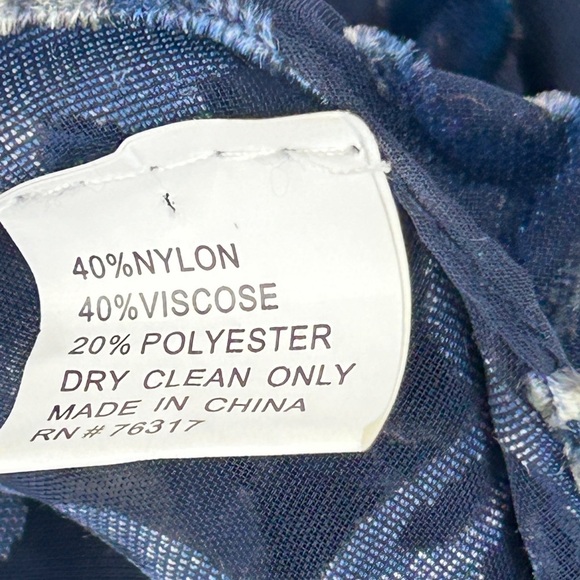 40%NYLON
40%VISCOSE
20% POLYESTER
DRY CLEAN ONLY
MADE IN CHINA
RN#76317